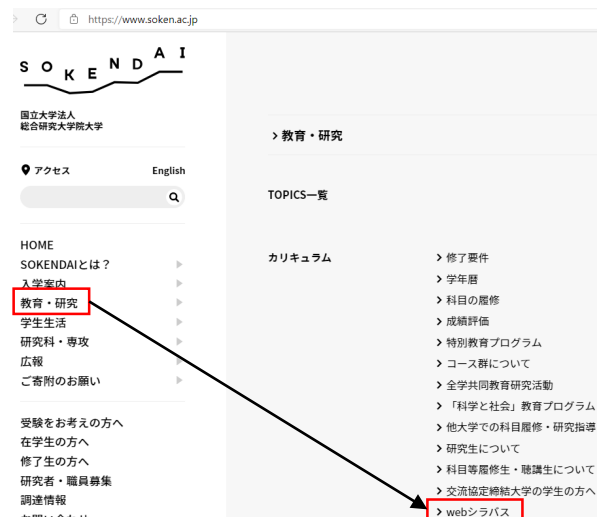 https://www.soken.ac.jp
SOKENDAI
国立大学法人
総合研究大学院大学
アクセス
English
HOME
SOKENDAIとは？
入学案内
教育・研究
学生生活
研究科・専攻
広報
ご寄附のお願い
受験をお考えの方へ
在学生の方へ
修了生の方へ
研究者・職員募集
調達情報
教育・研究
TOPICS一覧
カリキュラム
修了要件
学年暦
科目の履修
成績評価
特別教育プログラム
コース群について
全学共同教育研究活動
「科学と社会」教育プログラム
他大学での科目履修・研究指導
研究生について
科目等履修生・聴講生について
交流協定締結大学の学生の方へ
webシラバス